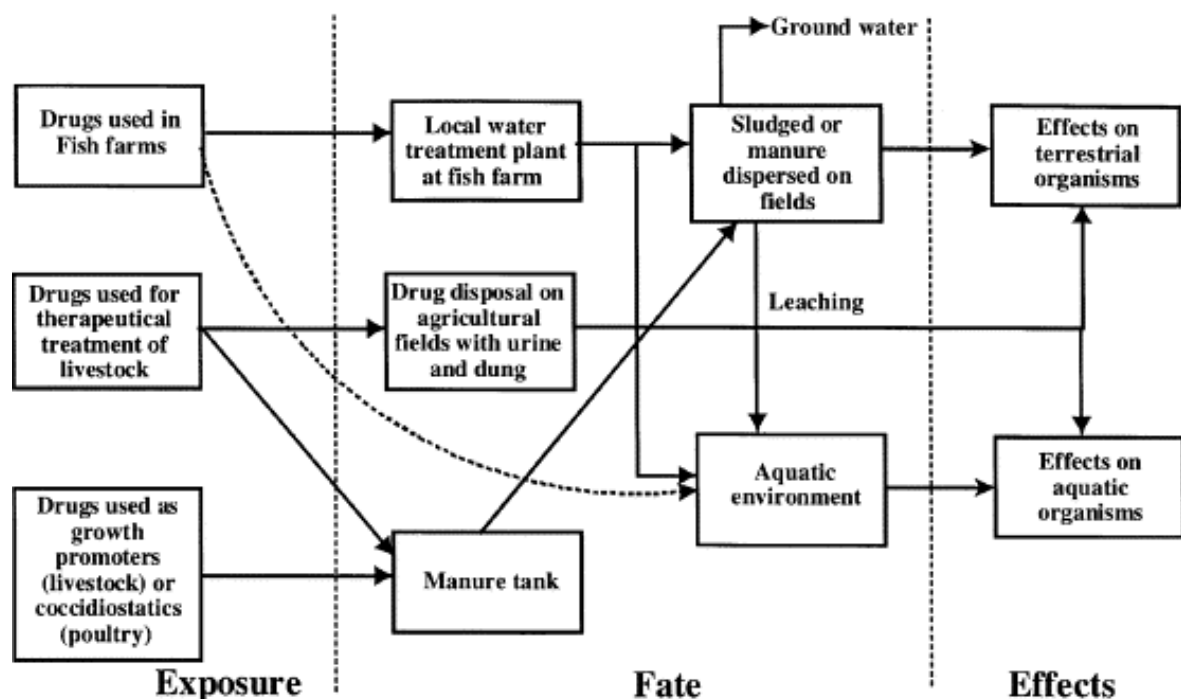 Ground water
Drugs used in
Fish farms
Local water
treatment plant
at fish farm
Sludged or
manure
dispersed on
fields
Effects on
terrestrial
organisms
Drugs used for
therapeutical
treatment of
livestock
Drug disposal on
agricultural
fields with urine
and dung
Leaching
Drugs used as
growth
promoters
(livestock) or
coccidiostatics
(poultry)
Manure tank
Aquatic
environment
Effects on
aquatic
organisms
Exposure
Fate
Effects